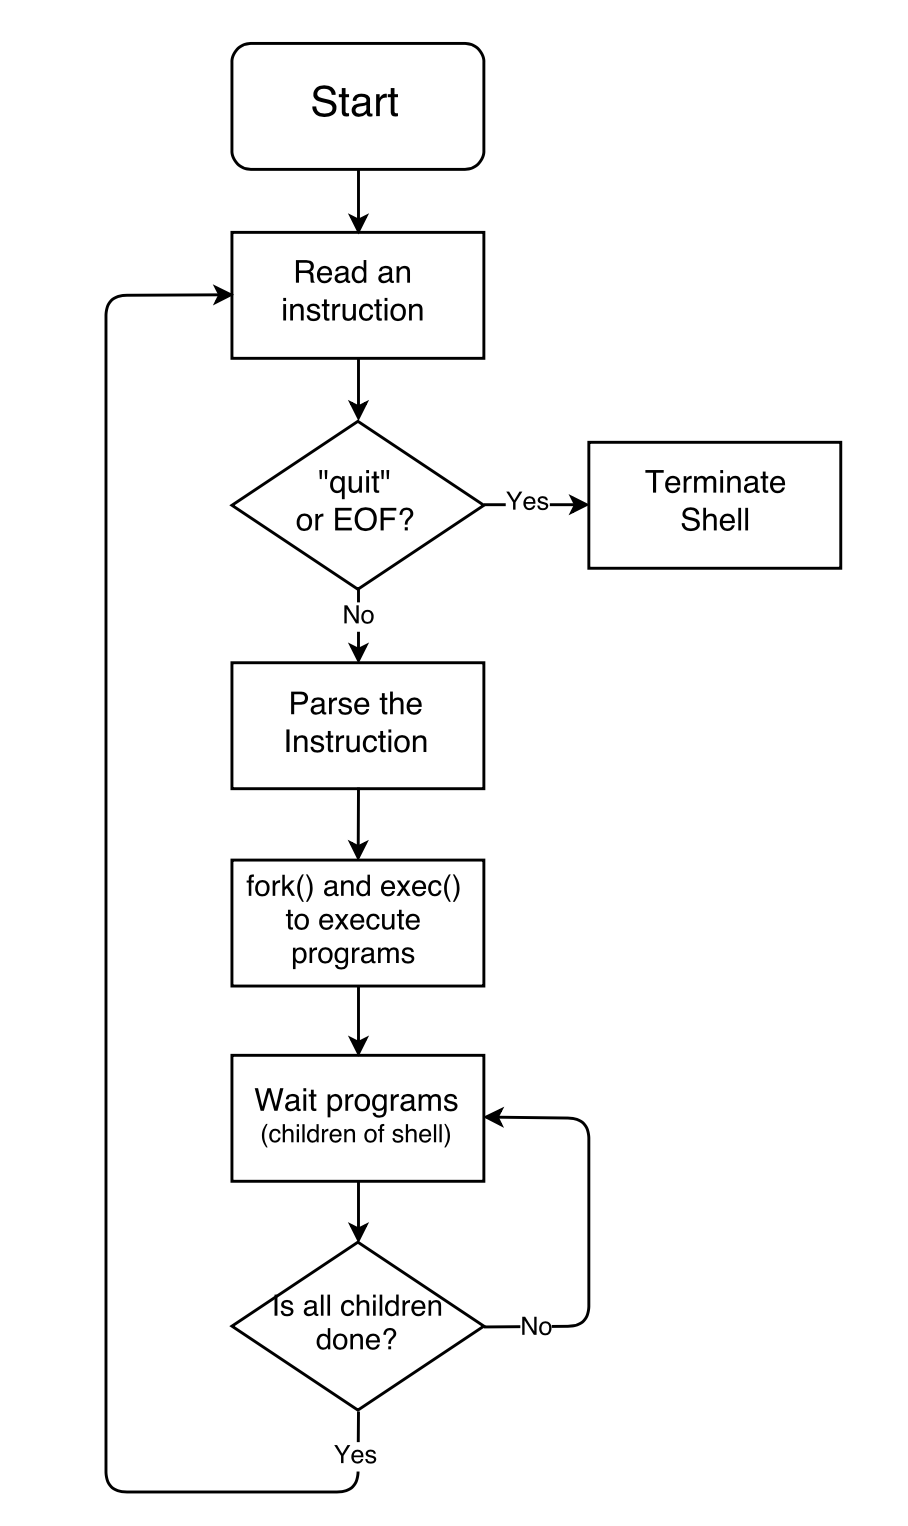 Start
Read an
instruction
"quit"
or EOF?
Yes
Terminate
Shell
No
Parse the
Instruction
fork() and exec()
to execute
programs
Wait programs
(children of shell)
Is all children
done?
No
Yes